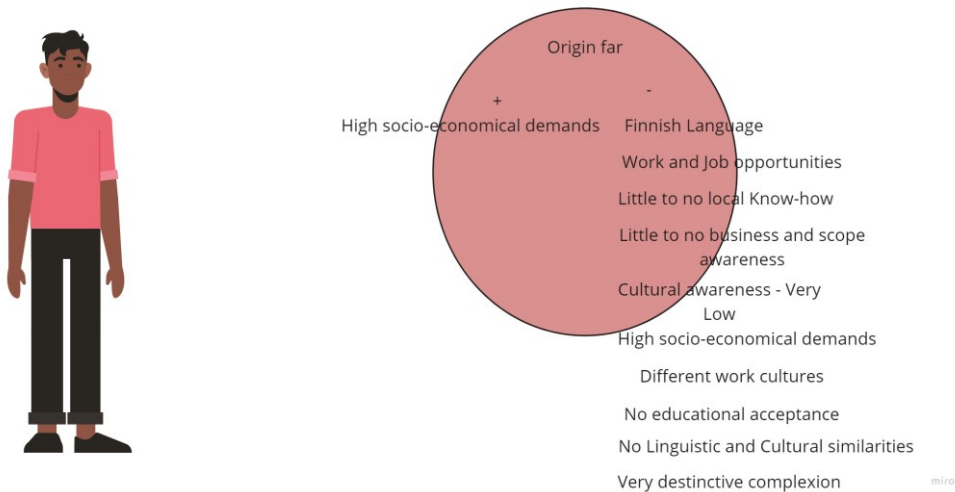 Origin far
+
-
High socio-economical demands
Finnish Language
Work and Job opportunities
Little to no local Know-how
Little to no business and scope
awareness
Cultural awareness - Very
Low
High socio-economical demands
Different work cultures
No educational acceptance
No Linguistic and Cultural similarities
Very destinctive complexion
miro